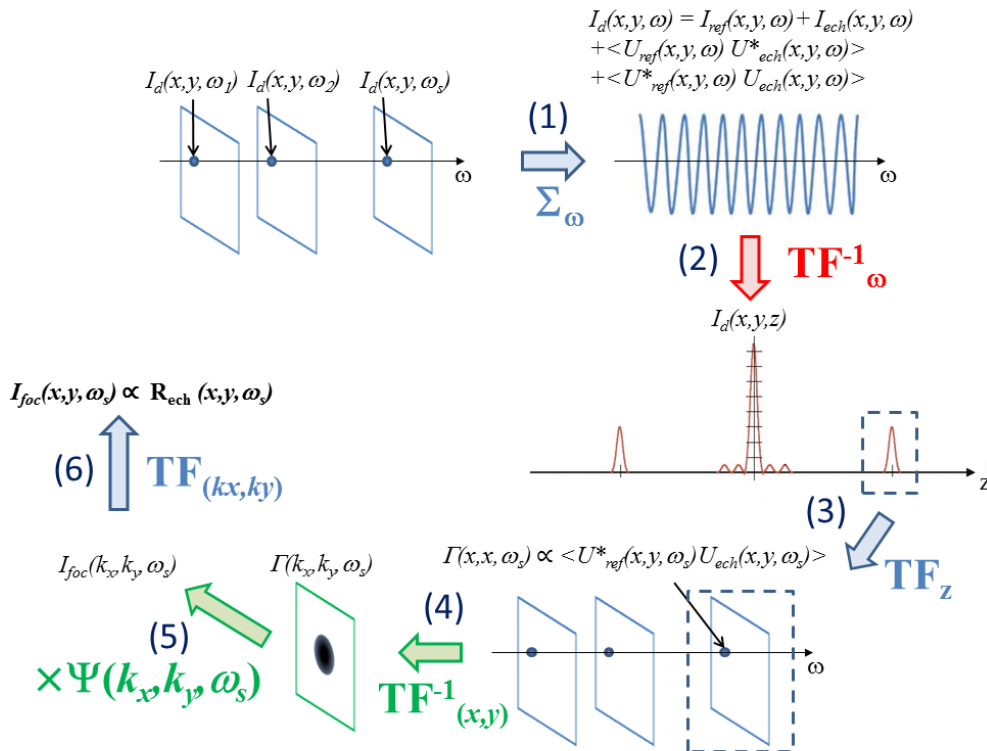 I_d(x,y,ω) = I_ref(x,y,ω) + I_ech(x,y,ω)
+<U_ref(x,y,ω) U*_ech(x,y,ω)>
+<U*_ref(x,y,ω) U_ech(x,y,ω)>
I_d(x,y,ω_1) I_d(x,y,ω_2) I_d(x,y,ω_s)
(1)
ω
Σ_ω
ω
(2)
TF^-1_ω
I_d(x,y,z)
I_foc(x,y,ω_s) ∝ R_ech (x,y,ω_s)
(6)
TF_(kx,ky)
z
(3)
I_foc(k_x,k_y,ω_s)
Γ(k_x,k_y,ω_s)
Γ(x,x,ω_s) ∝ <U*_ref(x,y,ω_s) U_ech(x,y,ω_s)>
TF_z
(4)
(5)
ω
×Ψ(k_x,k_y,ω_s)
TF^-1_(x,y)